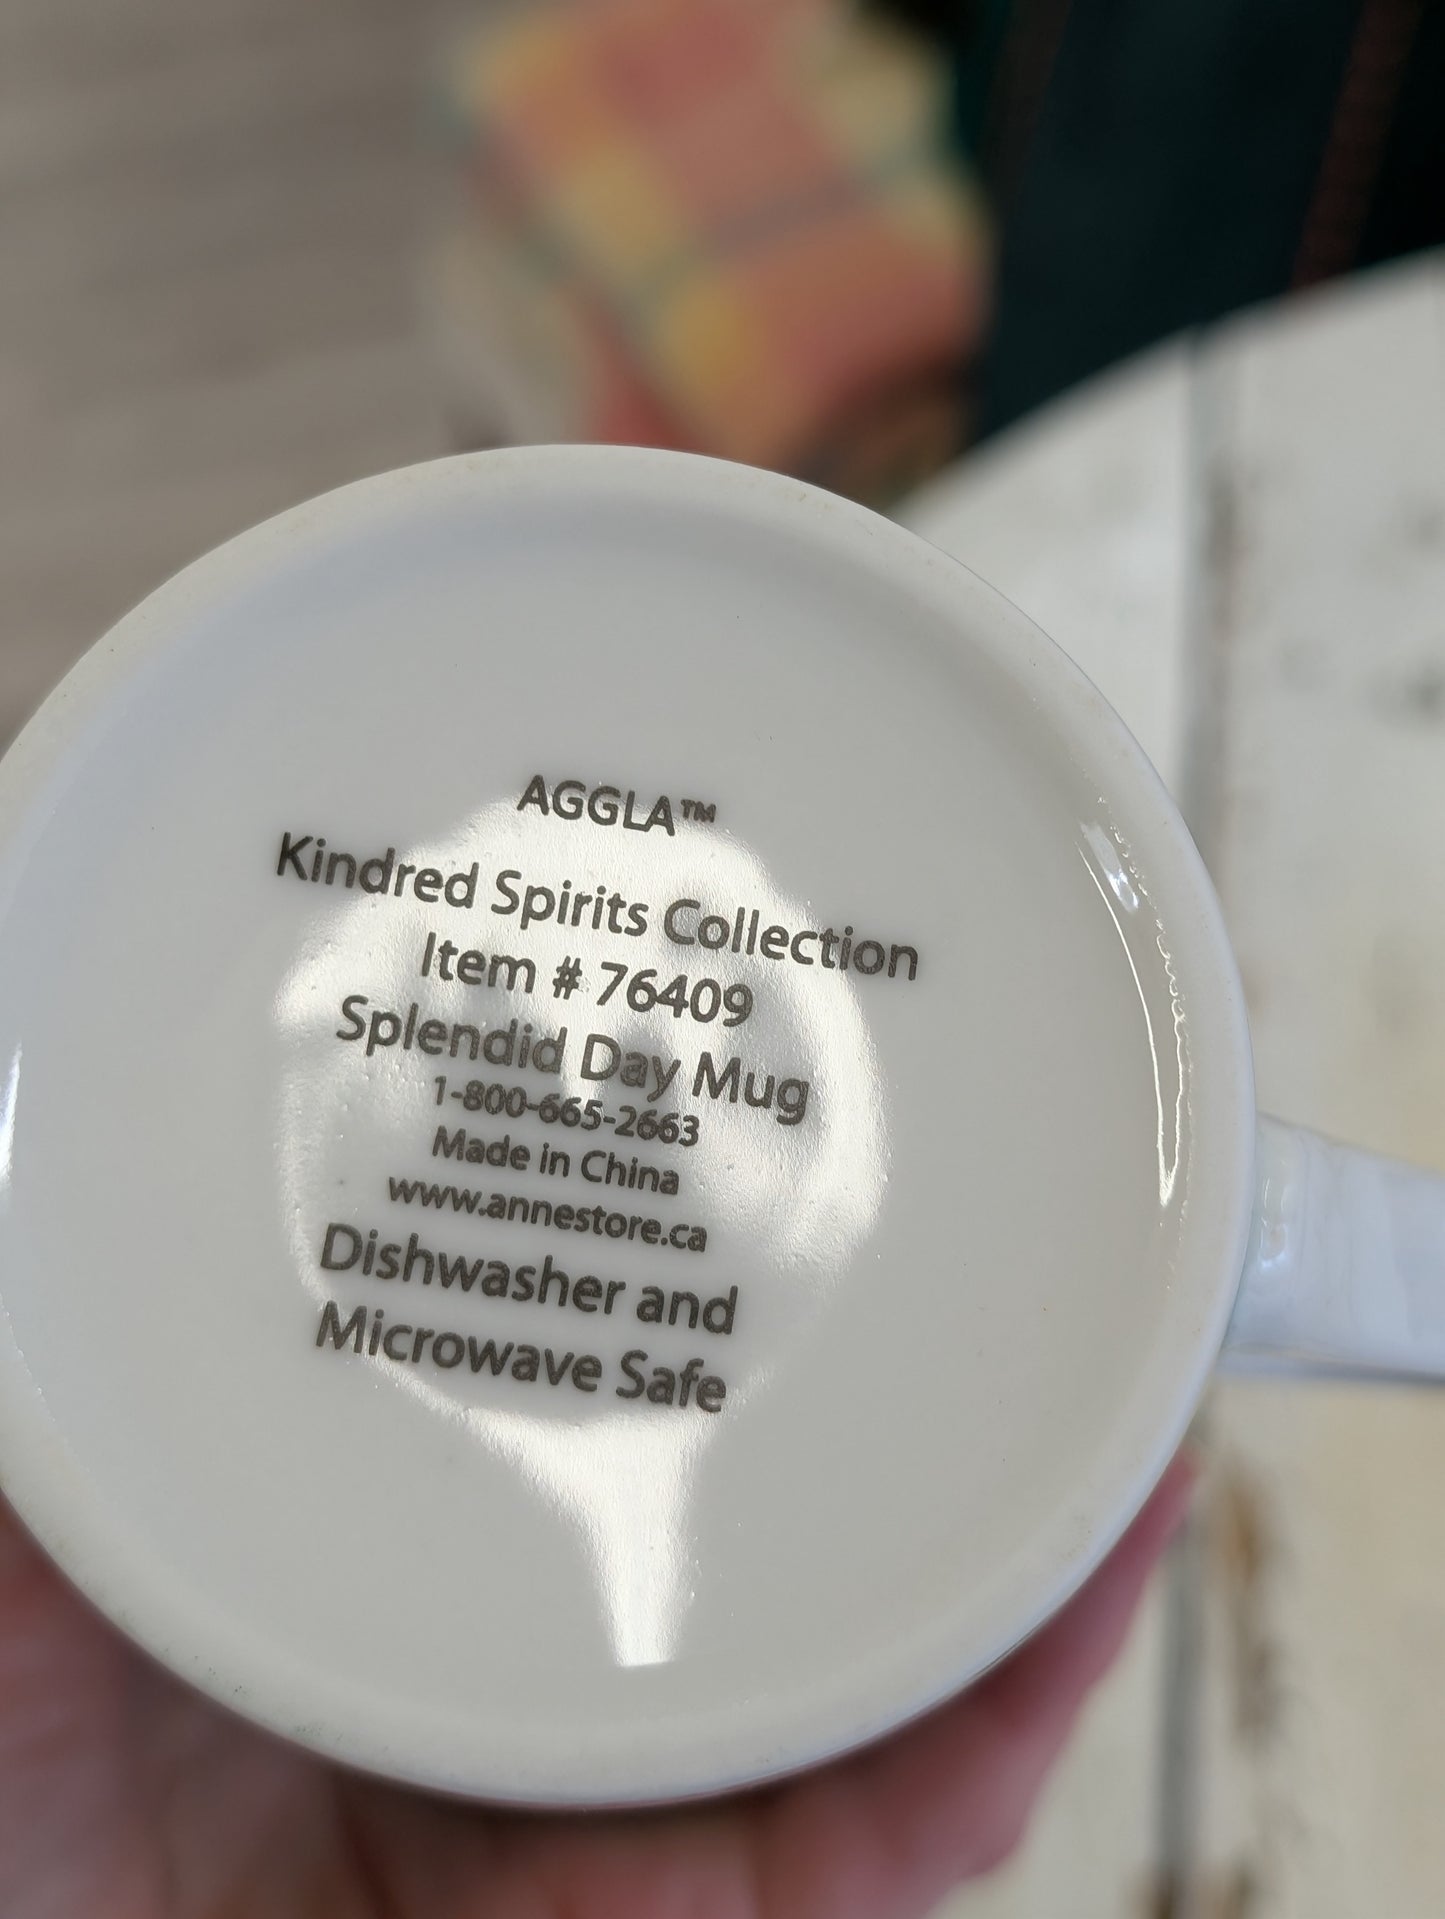 AGGLA™
Kindred Spirits Collection
Item # 76409
Splendid Day Mug
1-800-665-2663
Made in China
www.annestore.ca
Dishwasher and
Microwave Safe